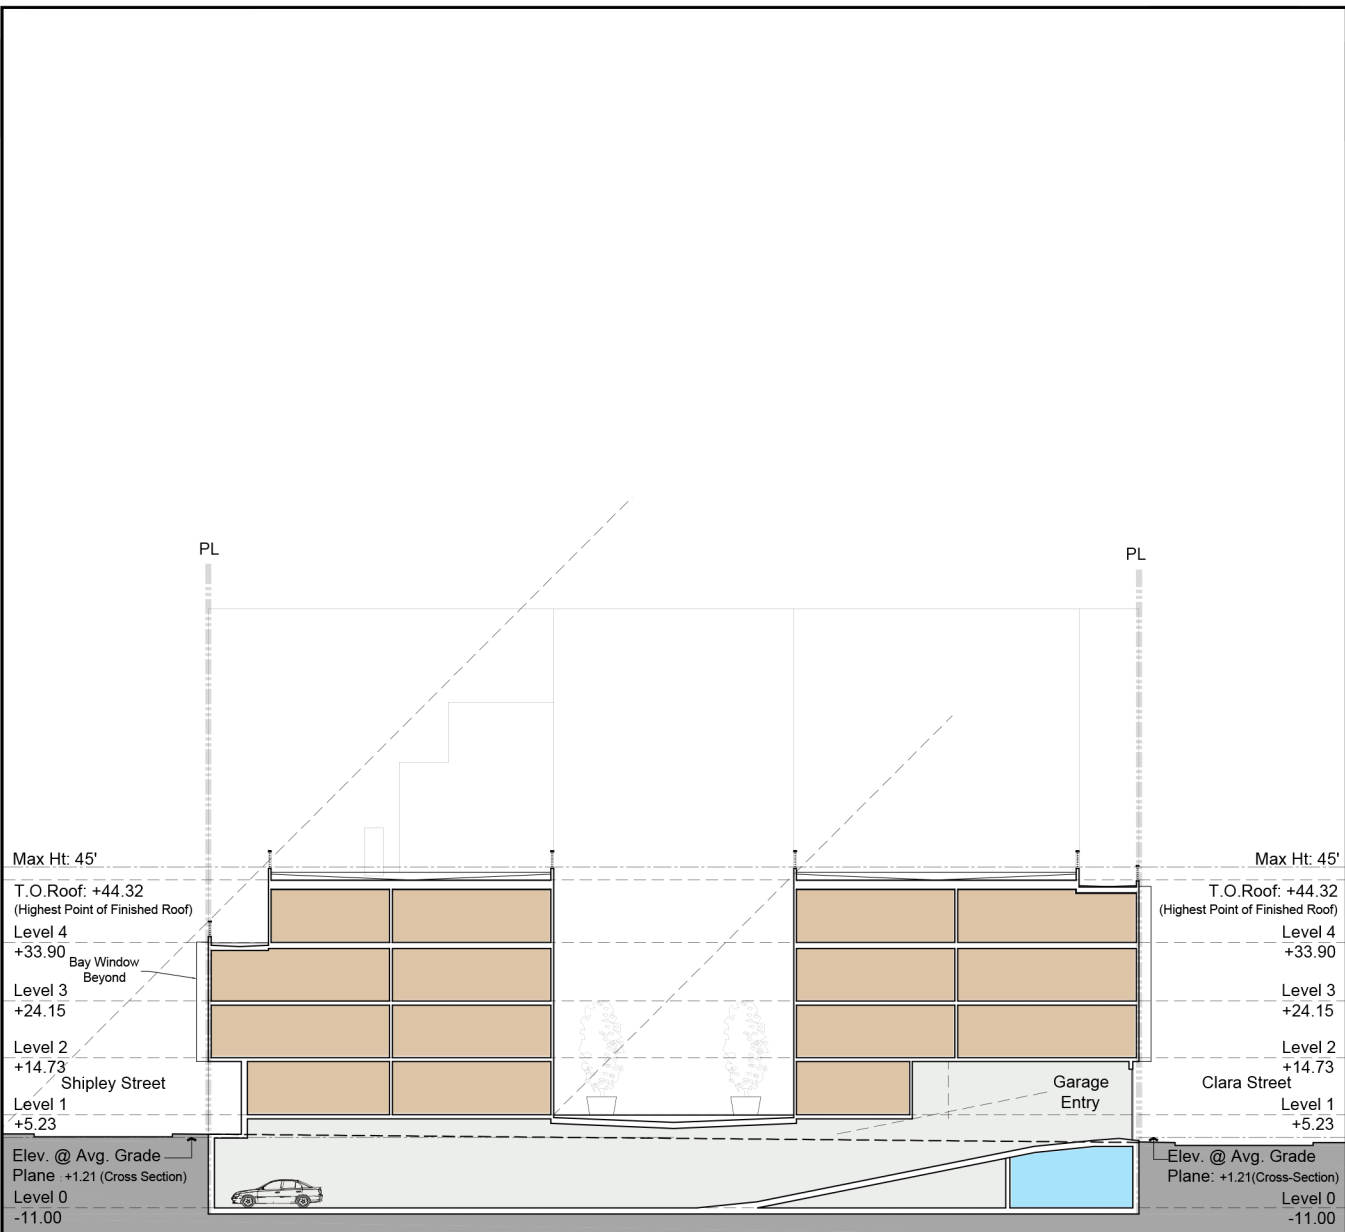 PL
PL
Max Ht: 45'
T.O.Roof: +44.32
(Highest Point of Finished Roof)
Level 4
+33.90
Bay Window
Beyond
Level 3
+24.15
Level 2
+14.73
Shipley Street
Level 1
+5.23
Elev. @ Avg. Grade
Plane : +1.21 (Cross Section)
Level 0
-11.00
Garage
Entry
Max Ht: 45'
T.O.Roof: +44.32
(Highest Point of Finished Roof)
Level 4
+33.90
Level 3
+24.15
Level 2
+14.73
Clara Street
Level 1
+5.23
Elev. @ Avg. Grade
Plane: +1.21(Cross-Section)
Level 0
-11.00